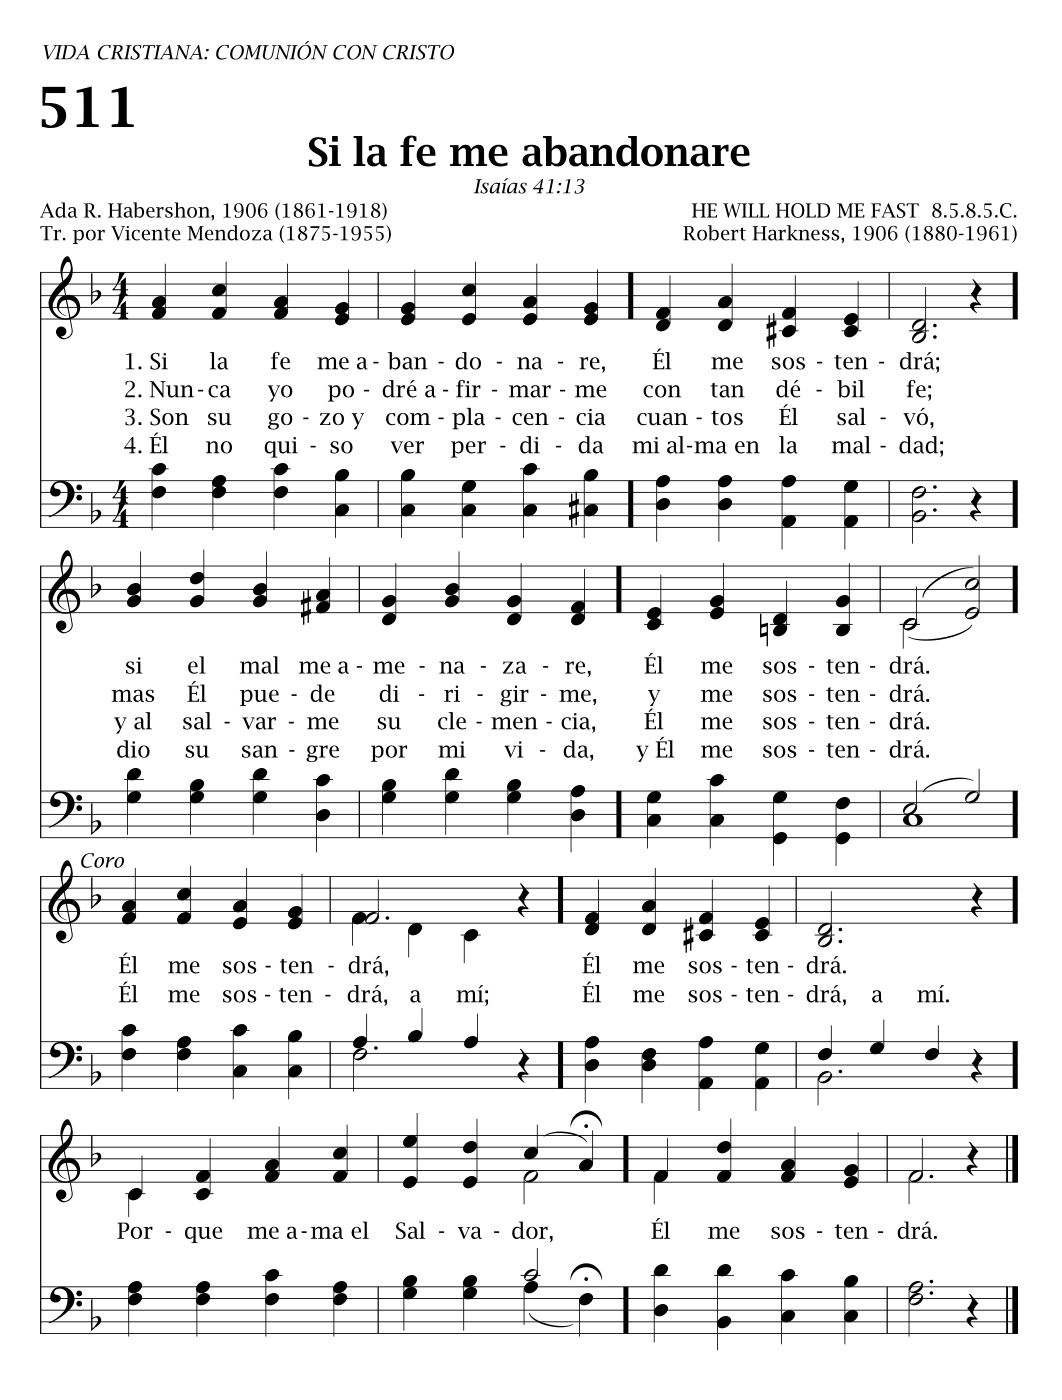 VIDA CRISTIANA: COMUNIÓN CON CRISTO
511
Si la fe me abandonare
Isaías 41:13
Ada R. Habershon, 1906 (1861-1918)
HE WILL HOLD ME FAST 8.5.8.5.C.
Tr. por Vicente Mendoza (1875-1955)
Robert Harkness, 1906 (1880-1961)
1. Si la fe me a - ban - do - na - re, Él me sos - ten - drá;
2. Nun - ca yo po - dré a - fir - mar - me con tan dé - bil fe;
3. Son su go - zo y com - pla - cen - cia cuan - tos Él sal - vó,
4. Él no qui - so ver per - di - da mi al - ma en la mal - dad;
si el mal me a - me - na - za - re, Él me sos - ten - drá.
mas Él pue - de di - ri - gir - me, y me sos - ten - drá.
y al sal - var - me su cle - men - cia, Él me sos - ten - drá.
dio su san - gre por mi vi - da, y Él me sos - ten - drá.
Coro
Él me sos - ten - drá, Él me sos - ten - drá.
Él me sos - ten - drá, a mí; Él me sos - ten - drá, a mí.
Por - que me a - ma el Sal - va - dor, Él me sos - ten - drá.